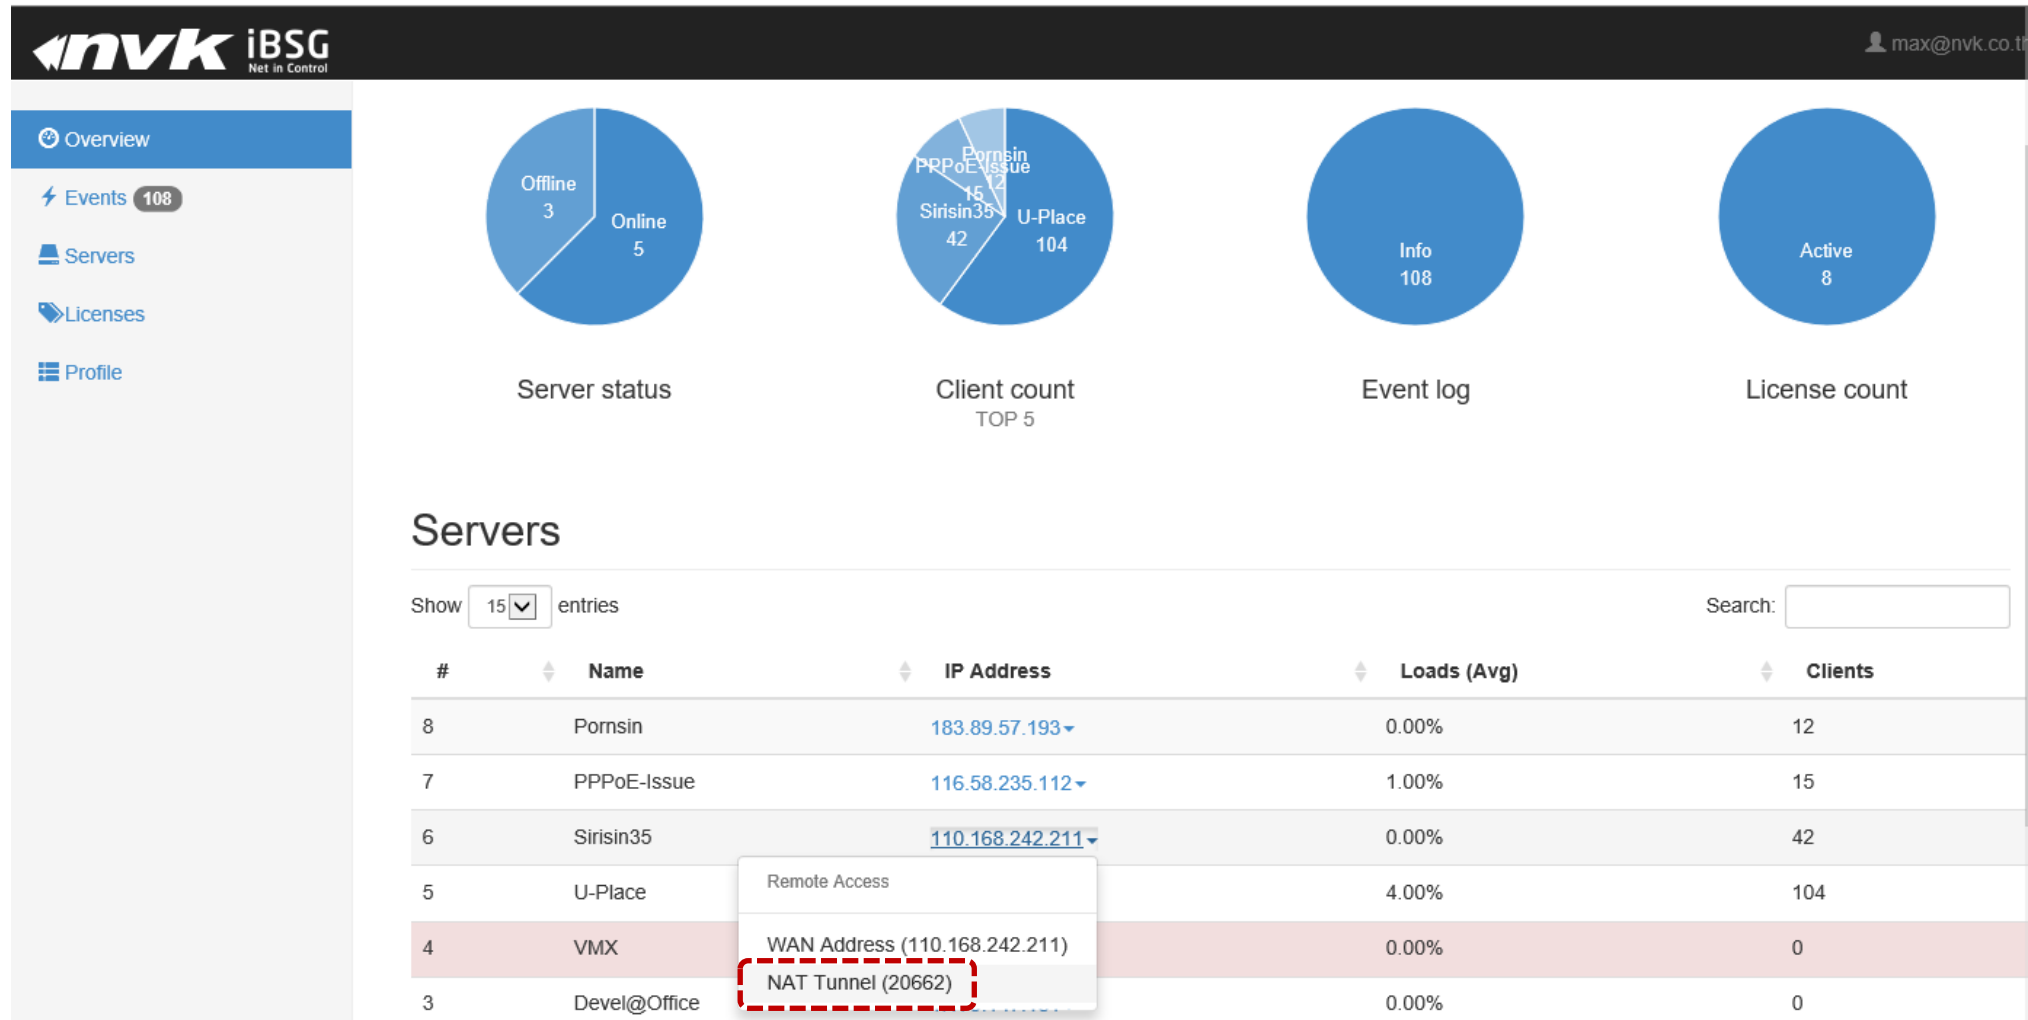 nvk iBSG
Net in Control
max@nvk.co.th
Overview
Events 108
Servers
Licenses
Profile
Offline
3
Online
5
Server status
Pornsin
12
PPPoE-Issue
15
Sirisin35
42
U-Place
104
Client count
TOP 5
Info
108
Event log
Active
8
License count
Servers
Show 15 entries
Search:
# Name IP Address Loads (Avg) Clients
8 Pornsin 183.89.57.193 0.00% 12
7 PPPoE-Issue 116.58.235.112 1.00% 15
6 Sirisin35 110.168.242.211 0.00% 42
Remote Access
5 U-Place 4.00% 104
WAN Address (110.168.242.211)
4 VMX 0.00% 0
NAT Tunnel (20662)
3 Devel@Office 0.00% 0